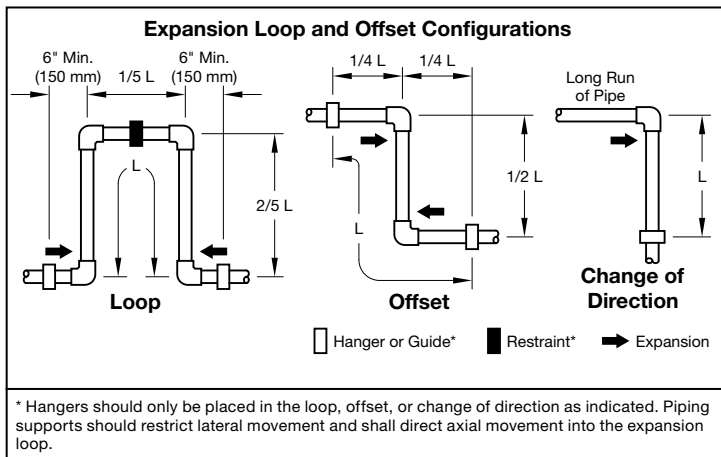 Expansion Loop and Offset Configurations
6" Min.
(150 mm)
1/5 L
6" Min.
(150 mm)
L
2/5 L
Loop
1/4 L
1/4 L
1/2 L
L
Offset
Long Run
of Pipe
L
Change of
Direction
Hanger or Guide*
Restraint*
Expansion
* Hangers should only be placed in the loop, offset, or change of direction as indicated. Piping
supports should restrict lateral movement and shall direct axial movement into the expansion
loop.